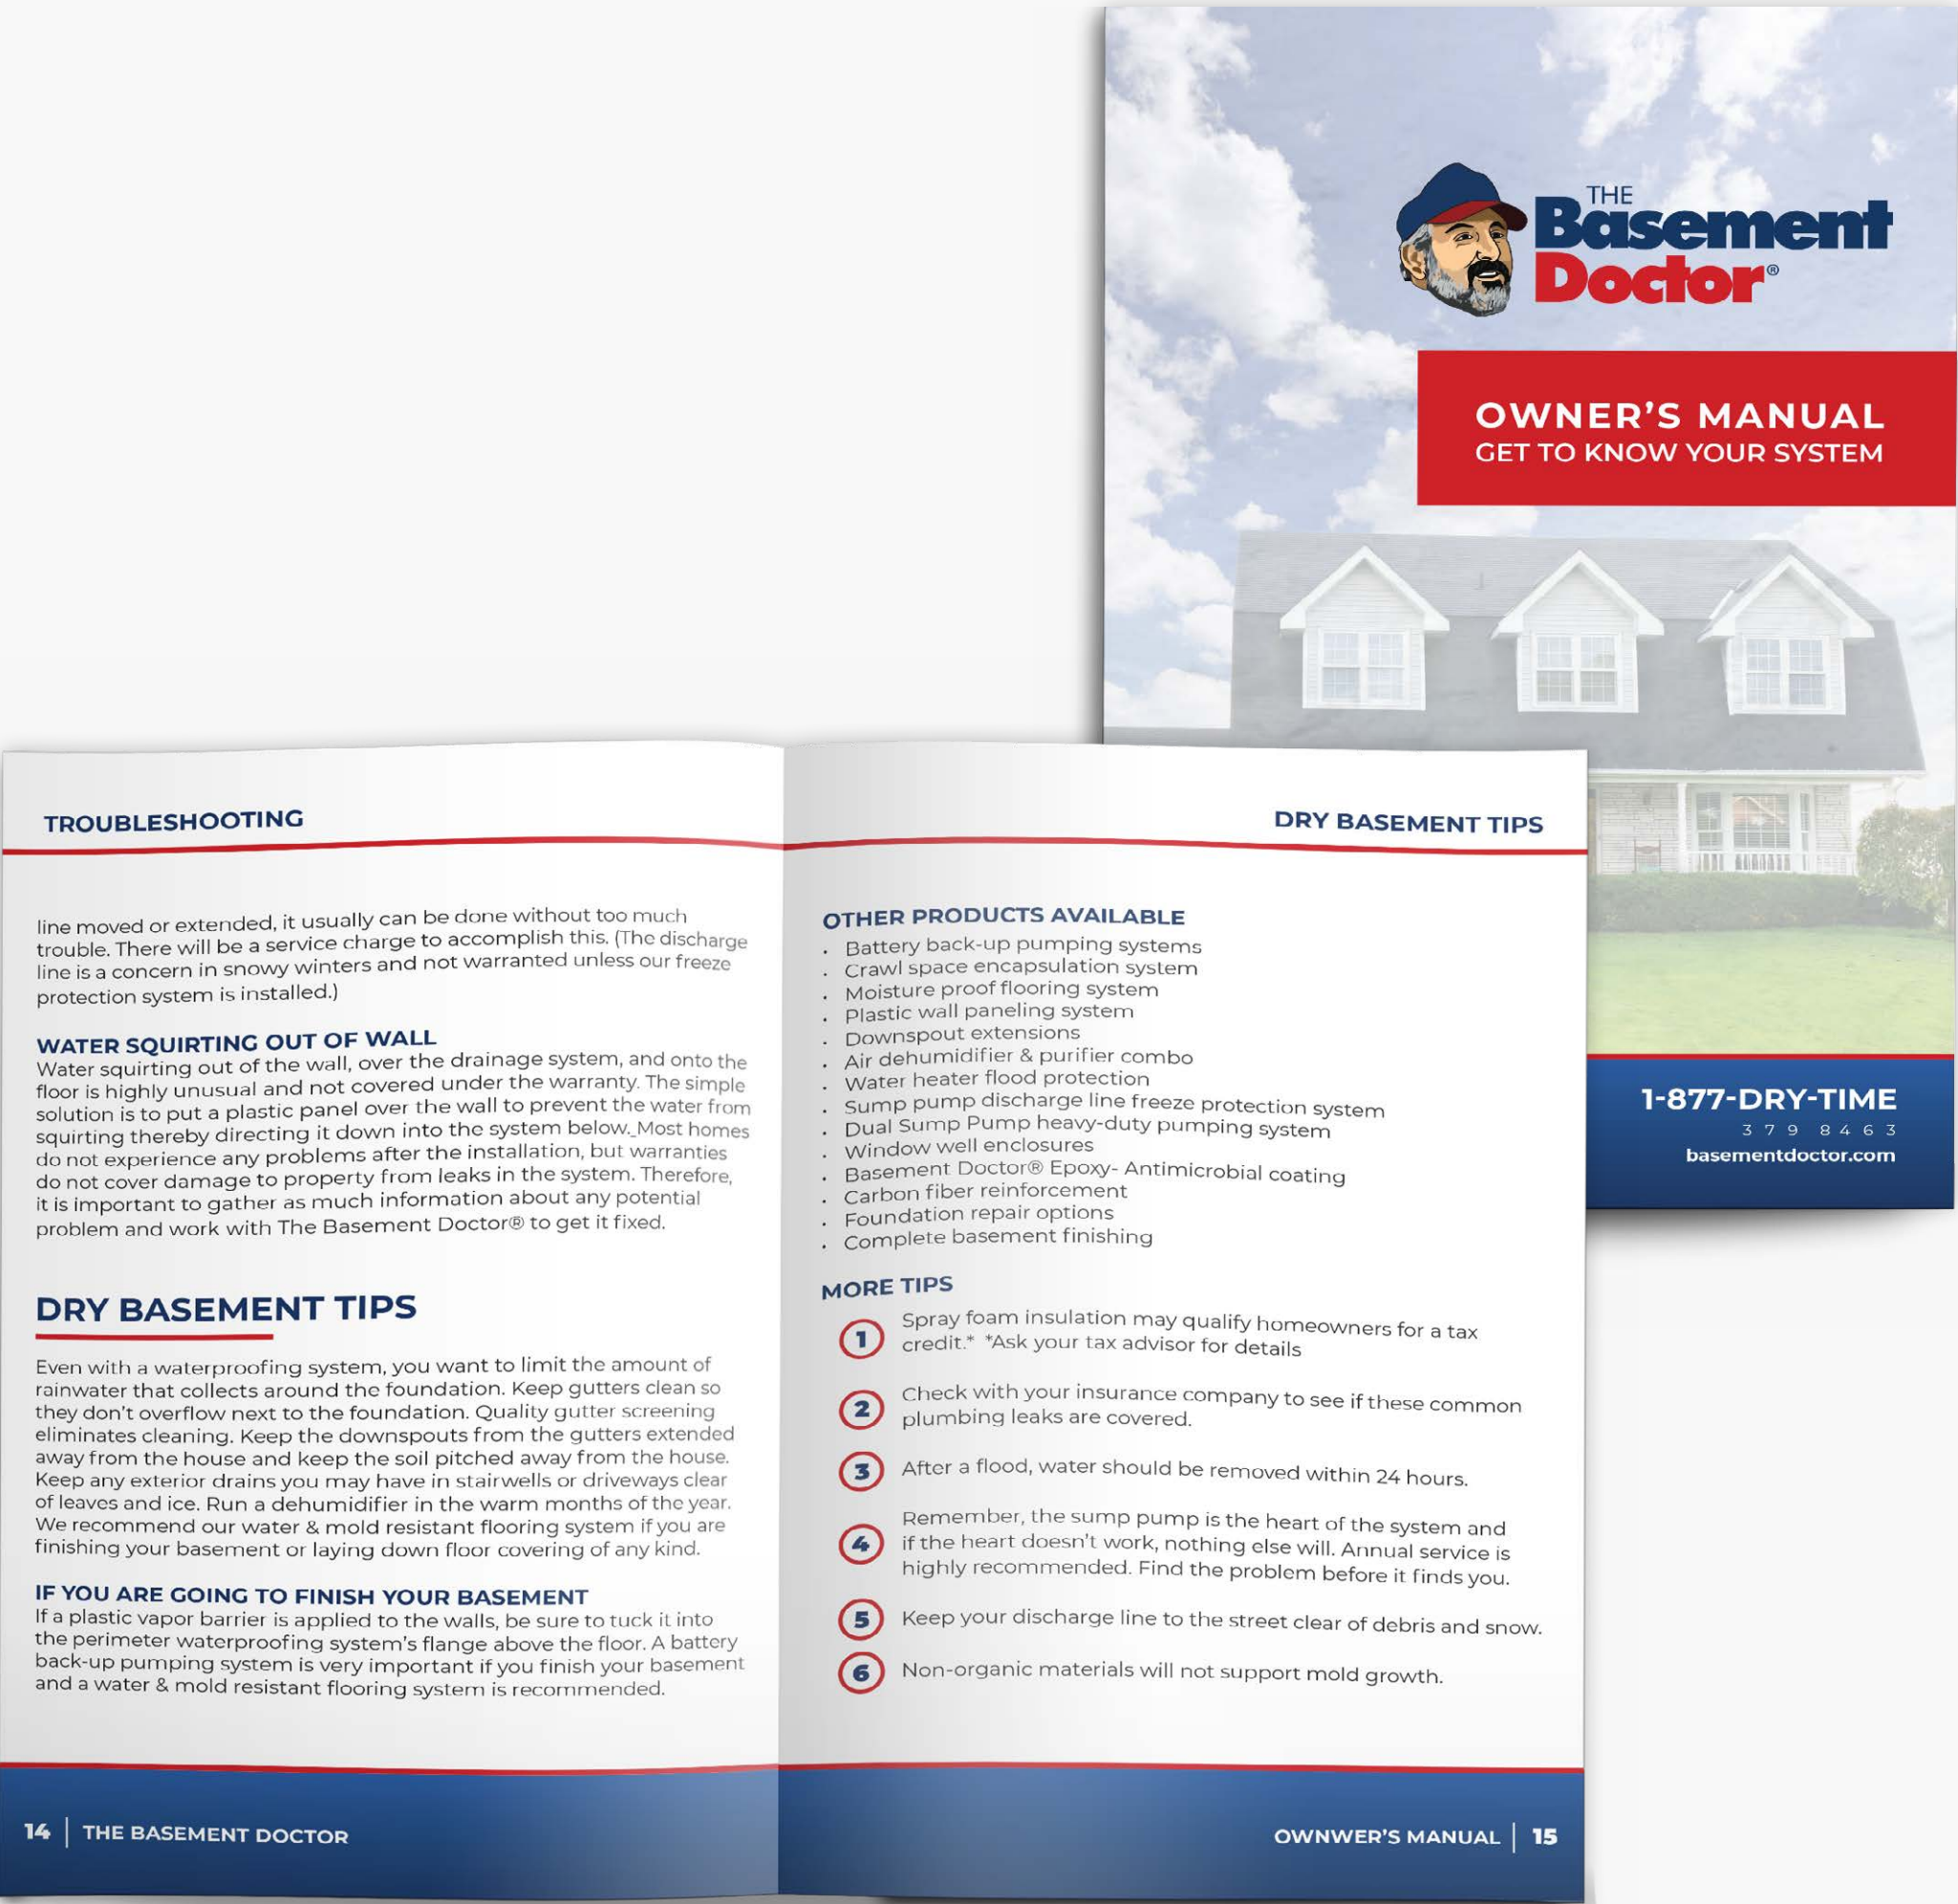 THE
Basement
Doctor®
OWNER'S MANUAL
GET TO KNOW YOUR SYSTEM
1-877-DRY-TIME
3 7 9 8 4 6 3
basementdoctor.com
TROUBLESHOOTING
line moved or extended, it usually can be done without too much
trouble. There will be a service charge to accomplish this. (The discharge
line is a concern in snowy winters and not warranted unless our freeze
protection system is installed.)
WATER SQUIRTING OUT OF WALL
Water squirting out of the wall, over the drainage system, and onto the
floor is highly unusual and not covered under the warranty. The simple
solution is to put a plastic panel over the wall to prevent the water from
squirting thereby directing it down into the system below. Most homes
do not experience any problems after the installation, but warranties
do not cover damage to property from leaks in the system. Therefore,
it is important to gather as much information about any potential
problem and work with The Basement Doctor® to get it fixed.
DRY BASEMENT TIPS
Even with a waterproofing system, you want to limit the amount of
rainwater that collects around the foundation. Keep gutters clean so
they don't overflow next to the foundation. Quality gutter screening
eliminates cleaning. Keep the downspouts from the gutters extended
away from the house and keep the soil pitched away from the house.
Keep any exterior drains you may have in stairwells or driveways clear
of leaves and ice. Run a dehumidifier in the warm months of the year.
We recommend our water & mold resistant flooring system if you are
finishing your basement or laying down floor covering of any kind.
IF YOU ARE GOING TO FINISH YOUR BASEMENT
If a plastic vapor barrier is applied to the walls, be sure to tuck it into
the perimeter waterproofing system's flange above the floor. A battery
back-up pumping system is very important if you finish your basement
and a water & mold resistant flooring system is recommended.
14 | THE BASEMENT DOCTOR
DRY BASEMENT TIPS
OTHER PRODUCTS AVAILABLE
• Battery back-up pumping systems
• Crawl space encapsulation system
• Moisture proof flooring system
• Plastic wall paneling system
• Downspout extensions
• Air dehumidifier & purifier combo
• Water heater flood protection
• Sump pump discharge line freeze protection system
• Dual Sump Pump heavy-duty pumping system
• Window well enclosures
• Basement Doctor® Epoxy- Antimicrobial coating
• Carbon fiber reinforcement
• Foundation repair options
• Complete basement finishing
MORE TIPS
1 Spray foam insulation may qualify homeowners for a tax
credit.* *Ask your tax advisor for details
2 Check with your insurance company to see if these common
plumbing leaks are covered.
3 After a flood, water should be removed within 24 hours.
4 Remember, the sump pump is the heart of the system and
if the heart doesn't work, nothing else will. Annual service is
highly recommended. Find the problem before it finds you.
5 Keep your discharge line to the street clear of debris and snow.
6 Non-organic materials will not support mold growth.
OWNWER'S MANUAL | 15